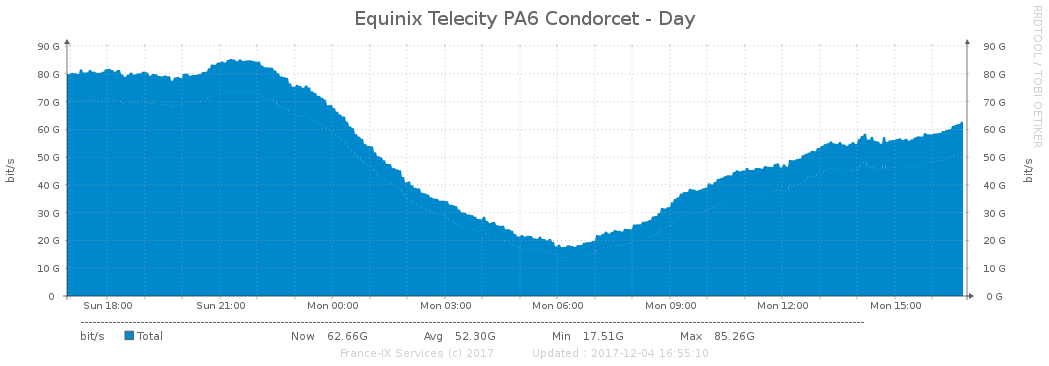 Equinix Telecity PA6 Condorcet - Day
RRDTOOL / TOBI OETIKER
bit/s
90 G 90 G
80 G 80 G
70 G 70 G
60 G 60 G
50 G 50 G
40 G 40 G
30 G 30 G
20 G 20 G
10 G 10 G
0 0 G
bit/s
Sun 18:00 Sun 21:00 Mon 00:00 Mon 03:00 Mon 06:00 Mon 09:00 Mon 12:00 Mon 15:00
bit/s Total Now 62.66G Avg 52.30G Min 17.51G Max 85.26G
France-IX Services (c) 2017 Updated : 2017-12-04 16:55:10